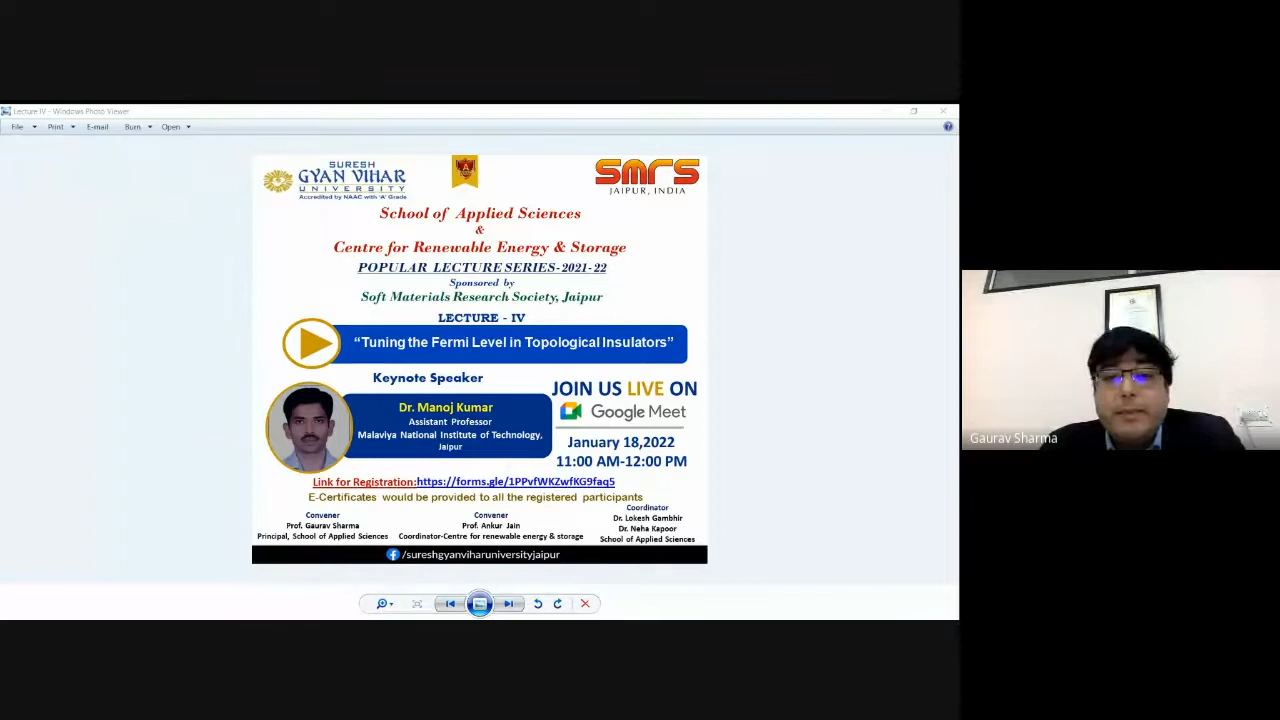 Lecture IV - Windows Photo Viewer
File Print E-mail Burn Open
SURESH
GYAN VIHAR
UNIVERSITY
Accredited by NAAC with 'A' Grade
SMRS
JAIPUR, INDIA
School of Applied Sciences
&
Centre for Renewable Energy & Storage
POPULAR LECTURE SERIES-2021-22
Sponsored by
Soft Materials Research Society, Jaipur
LECTURE - IV
“Tuning the Fermi Level in Topological Insulators”
Keynote Speaker
Dr. Manoj Kumar
Assistant Professor
Malaviya National Institute of Technology,
Jaipur
JOIN US LIVE ON
Google Meet
January 18,2022
11:00 AM-12:00 PM
Link for Registration:https://forms.gle/1PPvfWKZwfKG9faq5
E-Certificates would be provided to all the registered participants
Convener
Prof. Gaurav Sharma
Principal, School of Applied Sciences
Convener
Prof. Ankur Jain
Coordinator-Centre for renewable energy & storage
Coordinator
Dr. Lokesh Gambhir
Dr. Neha Kapoor
School of Applied Sciences
/sureshgyanviharuniversityjaipur
Gaurav Sharma